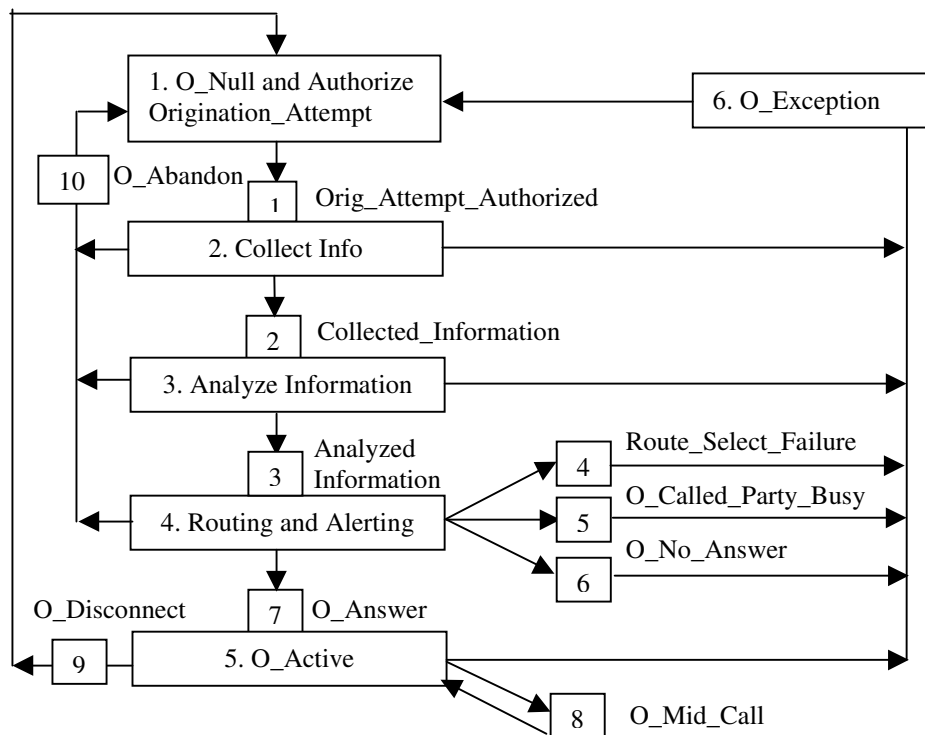 1. O_Null and Authorize
Origination_Attempt
6. O_Exception
10
O_Abandon
1
Orig_Attempt_Authorized
2. Collect Info
2
Collected_Information
3. Analyze Information
3
Analyzed
Information
4
Route_Select_Failure
4. Routing and Alerting
5
O_Called_Party_Busy
6
O_No_Answer
7
O_Answer
O_Disconnect
9
5. O_Active
8
O_Mid_Call